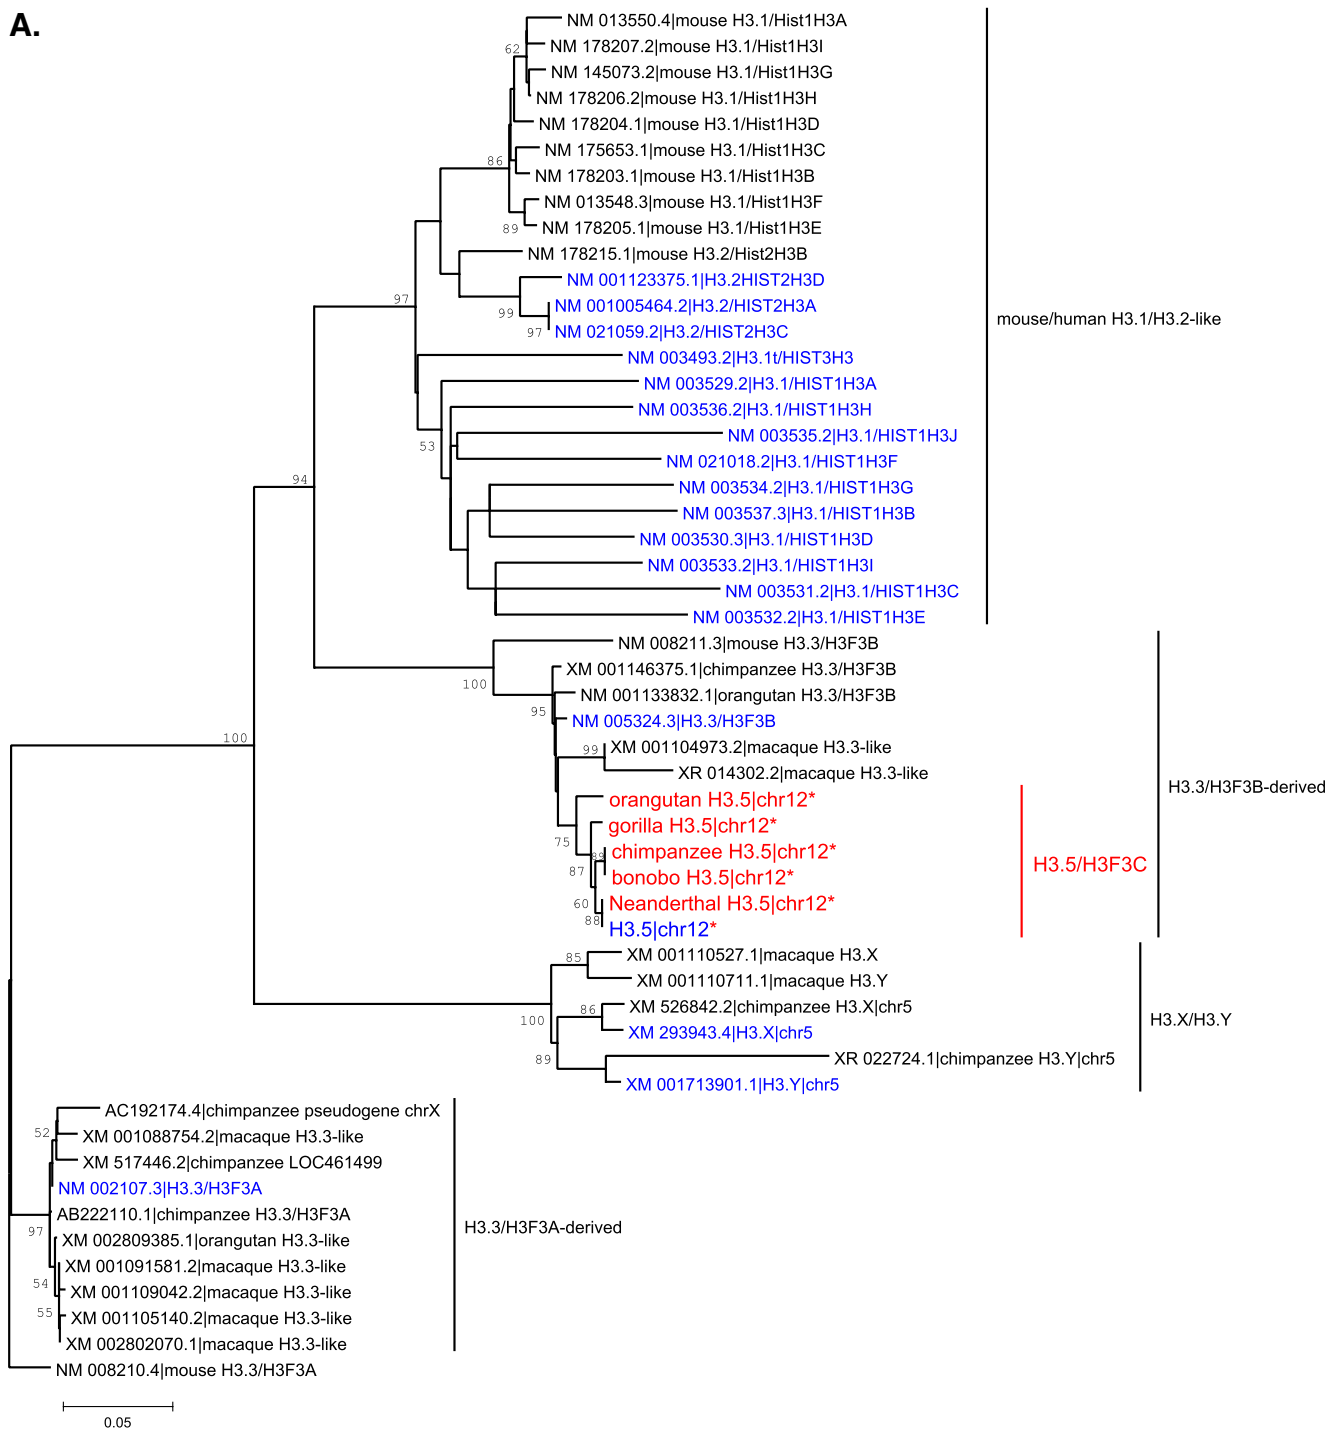 A.
NM 013550.4|mouse H3.1/Hist1H3A
62
NM 178207.2|mouse H3.1/Hist1H3I
NM 145073.2|mouse H3.1/Hist1H3G
NM 178206.2|mouse H3.1/Hist1H3H
NM 178204.1|mouse H3.1/Hist1H3D
NM 175653.1|mouse H3.1/Hist1H3C
86
NM 178203.1|mouse H3.1/Hist1H3B
NM 013548.3|mouse H3.1/Hist1H3F
89
NM 178205.1|mouse H3.1/Hist1H3E
NM 178215.1|mouse H3.2/Hist2H3B
NM 001123375.1|H3.2HIST2H3D
97
NM 001005464.2|H3.2/HIST2H3A
99
mouse/human H3.1/H3.2-like
NM 021059.2|H3.2/HIST2H3C
97
NM 003493.2|H3.1t/HIST3H3
NM 003529.2|H3.1/HIST1H3A
NM 003536.2|H3.1/HIST1H3H
NM 003535.2|H3.1/HIST1H3J
53
NM 021018.2|H3.1/HIST1H3F
94
NM 003534.2|H3.1/HIST1H3G
NM 003537.3|H3.1/HIST1H3B
NM 003530.3|H3.1/HIST1H3D
NM 003533.2|H3.1/HIST1H3I
NM 003531.2|H3.1/HIST1H3C
NM 003532.2|H3.1/HIST1H3E
NM 008211.3|mouse H3.3/H3F3B
XM 001146375.1|chimpanzee H3.3/H3F3B
100
NM 001133832.1|orangutan H3.3/H3F3B
95
NM 005324.3|H3.3/H3F3B
100
99
XM 001104973.2|macaque H3.3-like
XR 014302.2|macaque H3.3-like
H3.3/H3F3B-derived
orangutan H3.5|chr12*
gorilla H3.5|chr12*
75
chimpanzee H3.5|chr12*
H3.5/H3F3C
87
bonobo H3.5|chr12*
60
Neanderthal H3.5|chr12*
88
H3.5|chr12*
85
XM 001110527.1|macaque H3.X
XM 001110711.1|macaque H3.Y
86
XM 526842.2|chimpanzee H3.X|chr5
100
H3.X/H3.Y
XM 293943.4|H3.X|chr5
89
XR 022724.1|chimpanzee H3.Y|chr5
XM 001713901.1|H3.Y|chr5
AC192174.4|chimpanzee pseudogene chrX
52
XM 001088754.2|macaque H3.3-like
XM 517446.2|chimpanzee LOC461499
NM 002107.3|H3.3/H3F3A
AB222110.1|chimpanzee H3.3/H3F3A
97
H3.3/H3F3A-derived
XM 002809385.1|orangutan H3.3-like
XM 001091581.2|macaque H3.3-like
54
XM 001109042.2|macaque H3.3-like
55
XM 001105140.2|macaque H3.3-like
XM 002802070.1|macaque H3.3-like
NM 008210.4|mouse H3.3/H3F3A
0.05